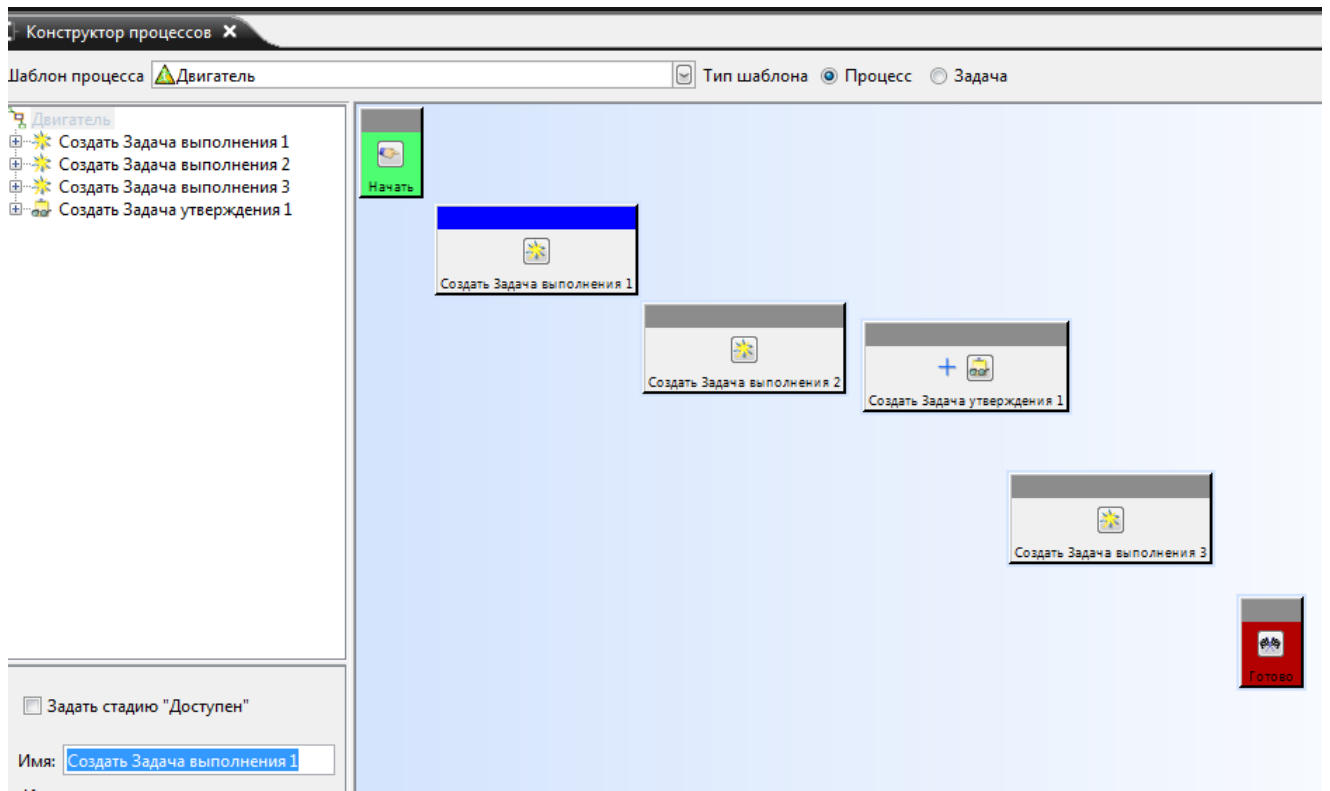 Конструктор процессов
Шаблон процесса Двигатель Тип шаблона Процесс Задача
Двигатель
Создать Задача выполнения 1
Создать Задача выполнения 2
Создать Задача выполнения 3
Создать Задача утверждения 1
Начать
Создать Задача выполнения 1
Создать Задача выполнения 2
Создать Задача утверждения 1
Создать Задача выполнения 3
Готово
Задать стадию "Доступен"
Имя: Создать Задача выполнения 1